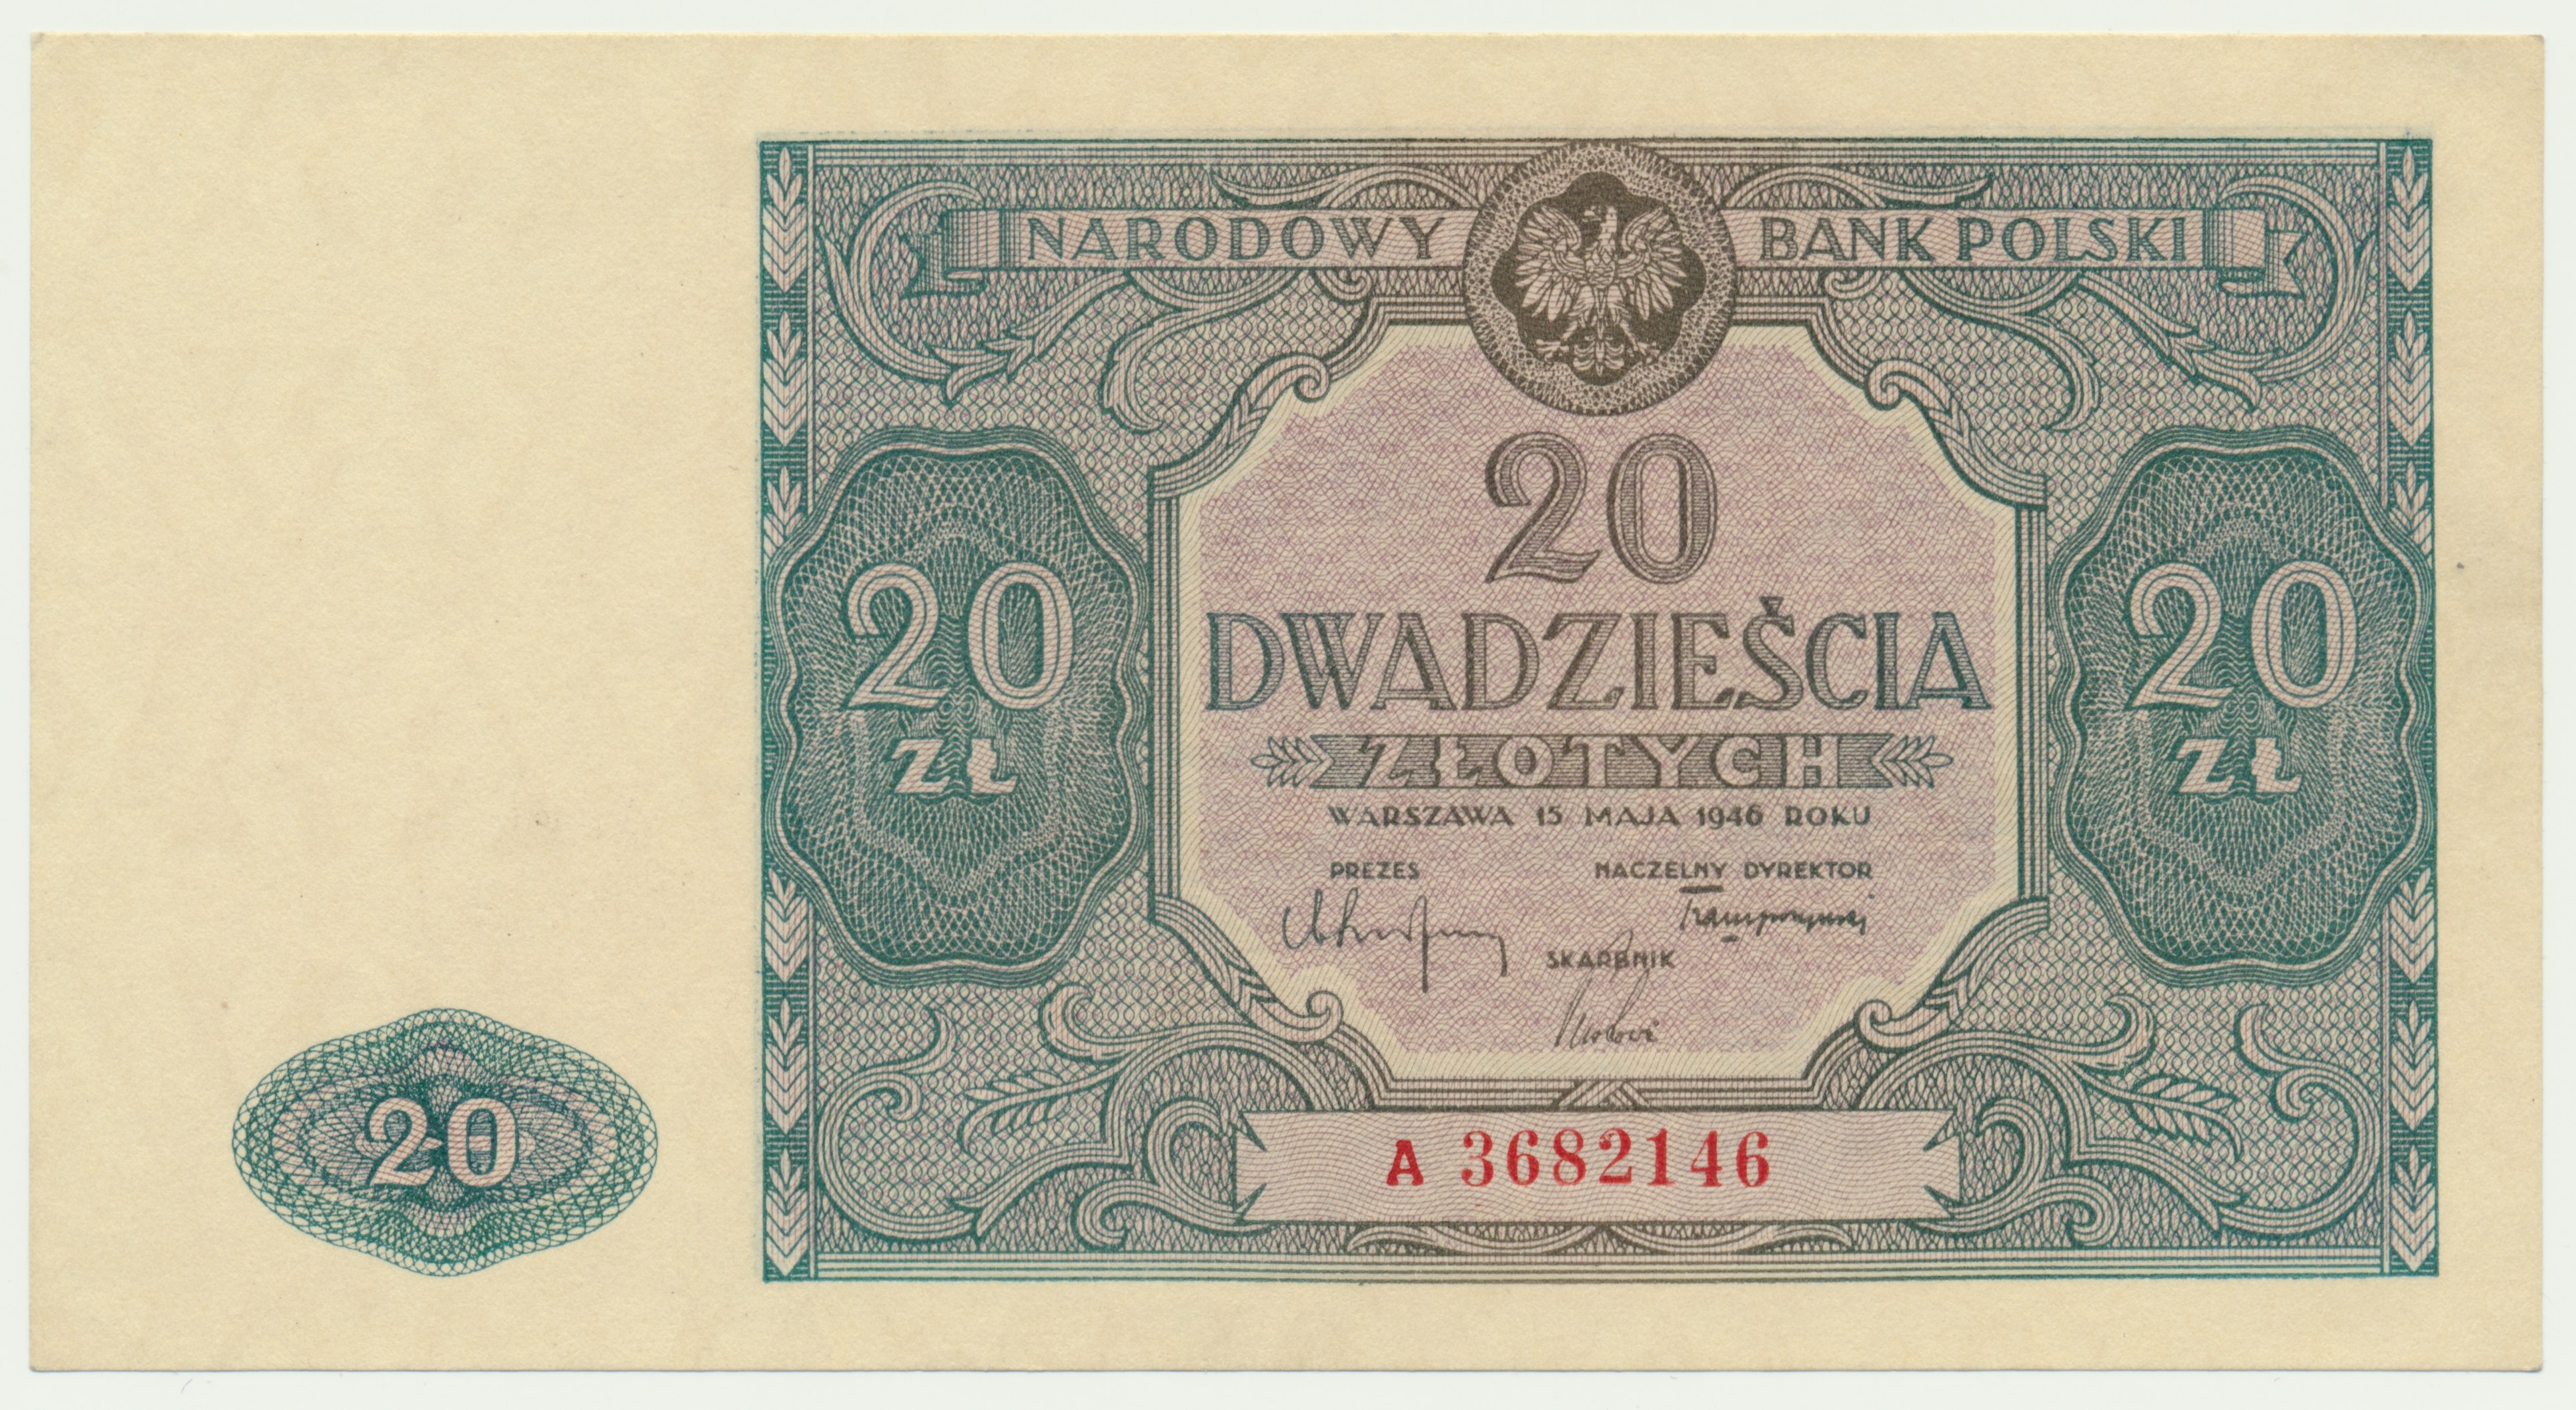 NARODOWY BANK POLSKI
20
DWADZIEŚCIA
ZŁOTYCH
WARSZAWA 15 MAJA 1946 ROKU
PREZES NACZELNY DYREKTOR
SKARBNIK
20 ZŁ
20 ZŁ
20
A 3682146